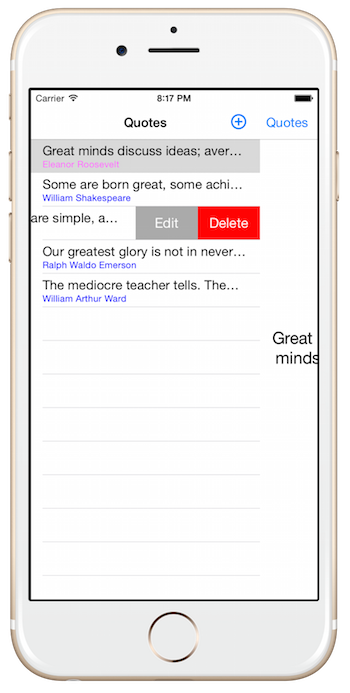 Carrier 8:17 PM
Quotes Quotes
Great minds discuss ideas; aver…
Eleanor Roosevelt
Some are born great, some achi…
William Shakespeare
are simple, a… Edit Delete
Our greatest glory is not in never…
Ralph Waldo Emerson
The mediocre teacher tells. The…
William Arthur Ward
Great
minds